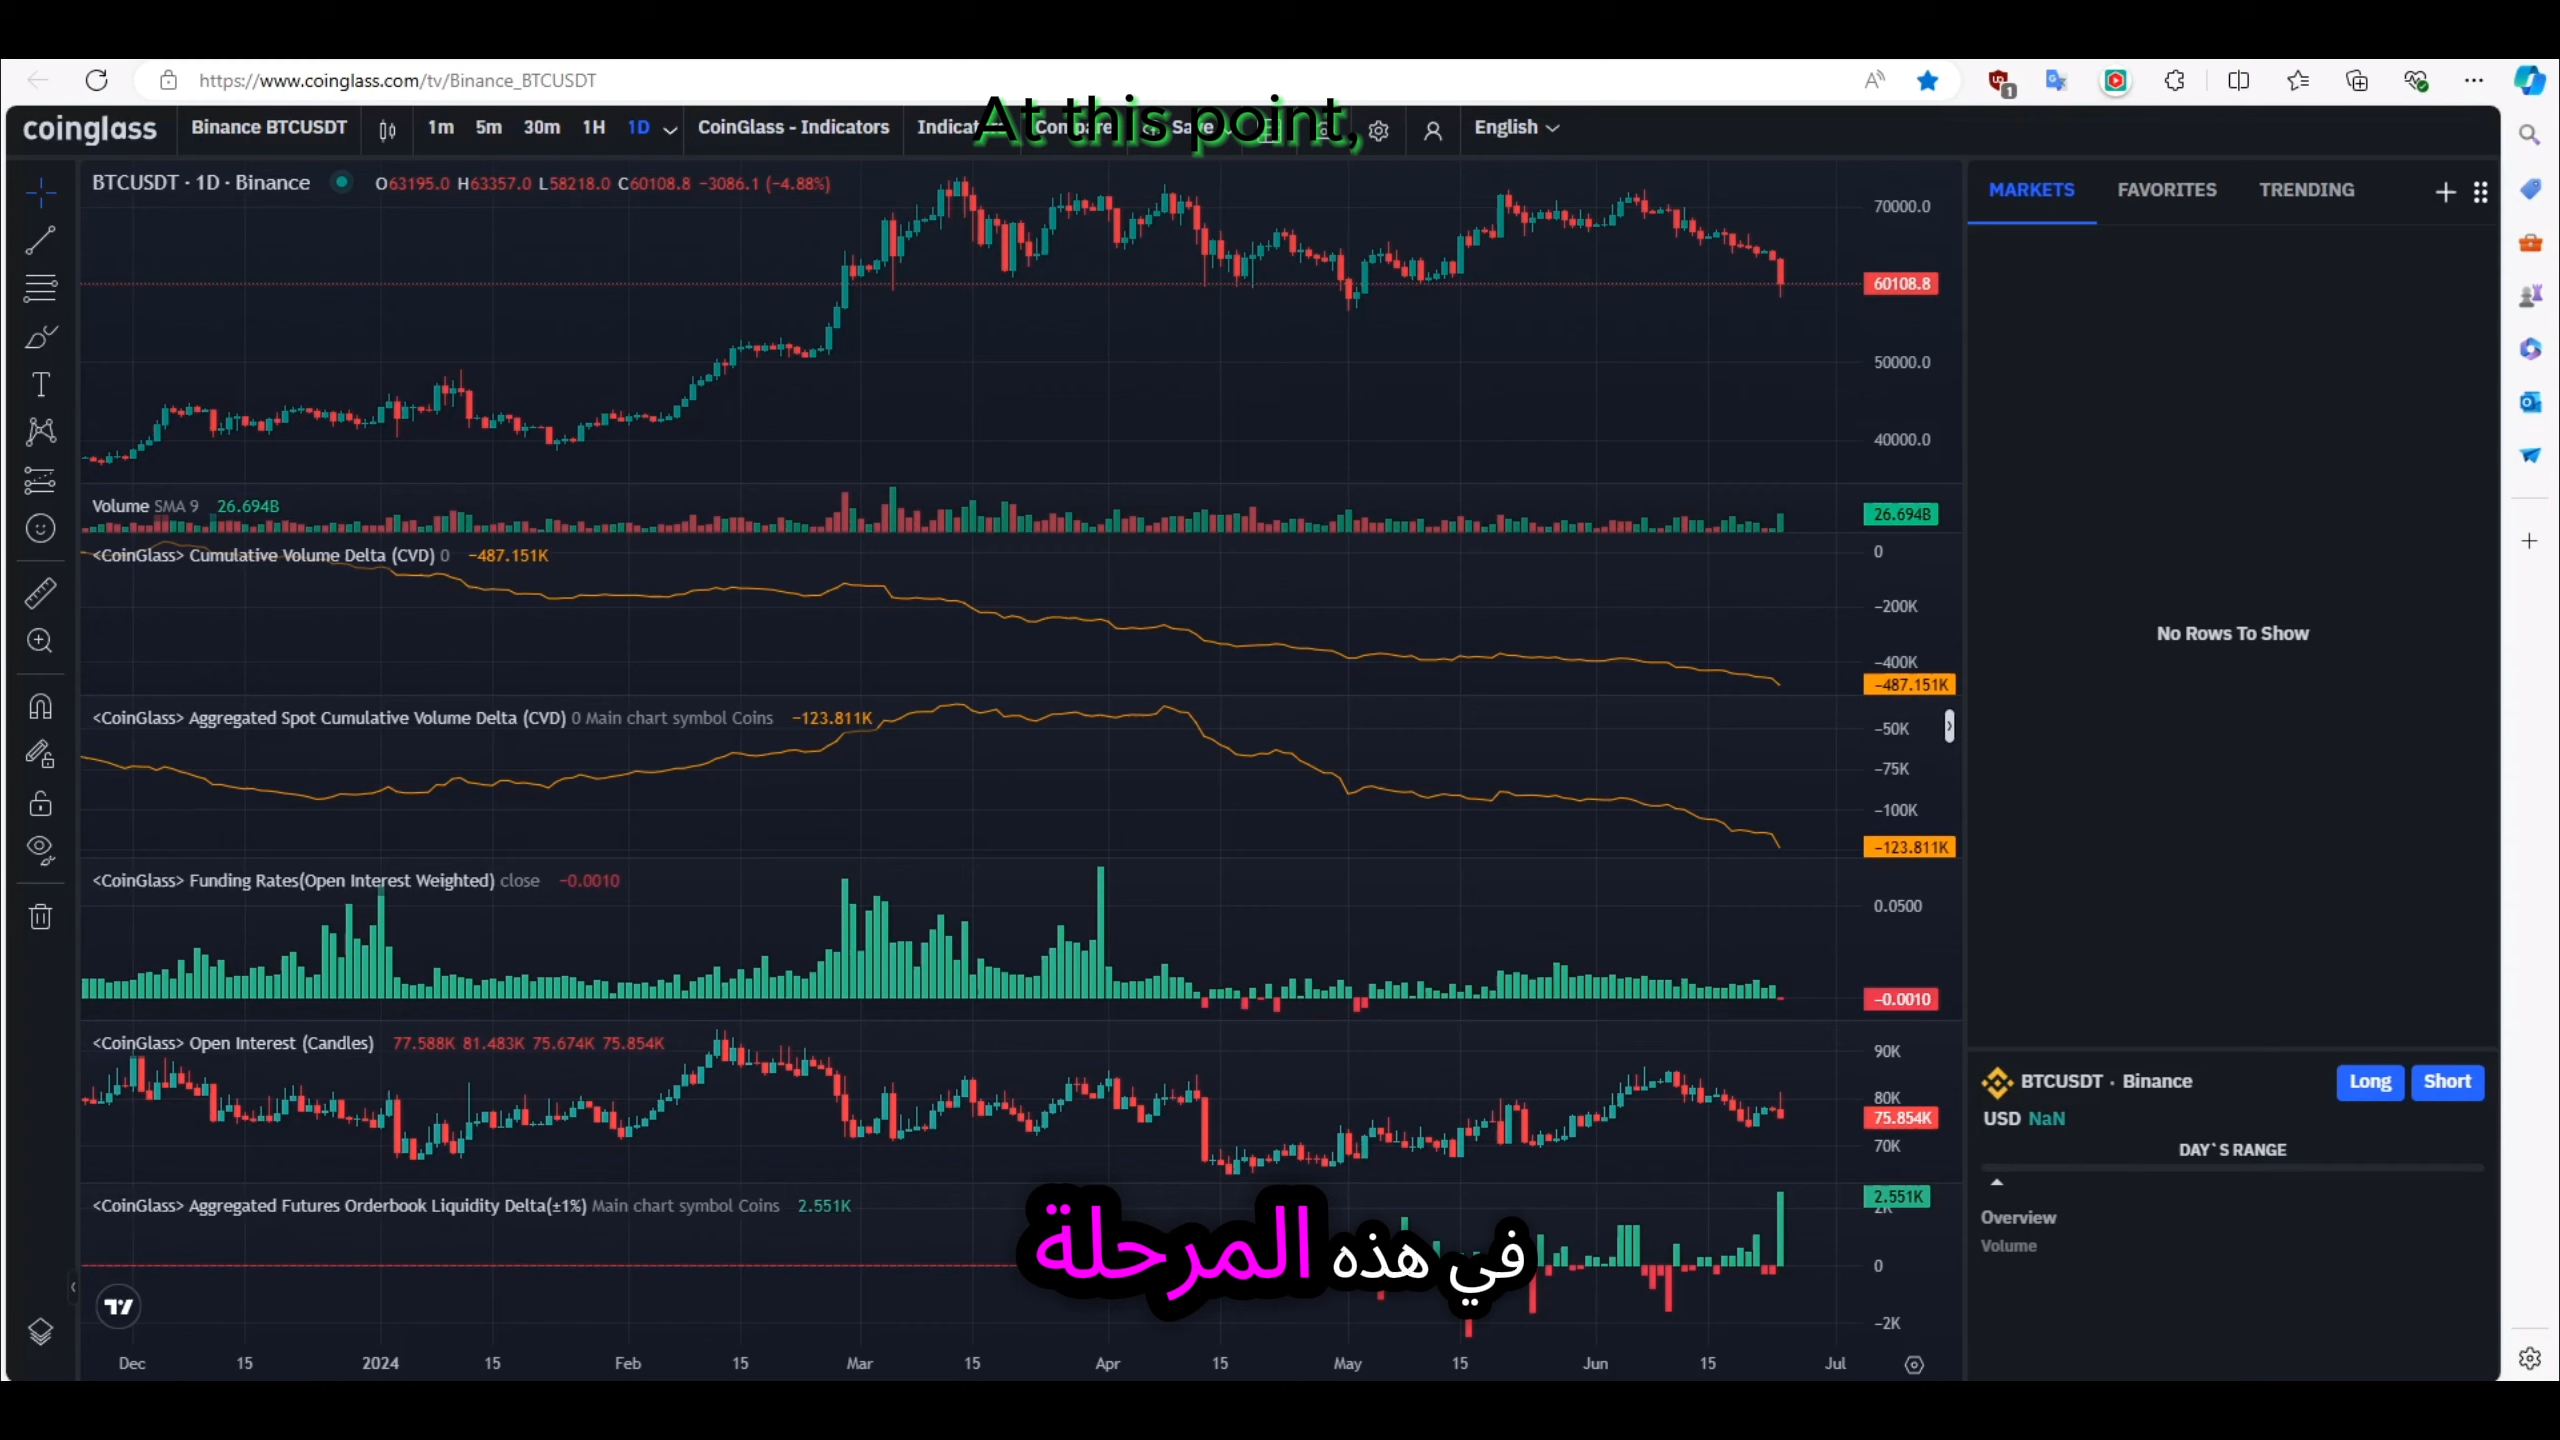 https://www.coinglass.com/tv/Binance_BTCUSDT
At this point,
coinglass Binance BTCUSDT 1m 5m 30m 1H 1D CoinGlass - Indicators Compare Save English
BTCUSDT · 1D · Binance O63195.0 H63357.0 L58218.0 C60108.8 −3086.1 (−4.88%)
MARKETS FAVORITES TRENDING
70000.0
60108.8
50000.0
40000.0
Volume SMA 9 26.694B
26.694B
<CoinGlass> Cumulative Volume Delta (CVD) 0 −487.151K
0
−200K
−400K
−487.151K
No Rows To Show
<CoinGlass> Aggregated Spot Cumulative Volume Delta (CVD) 0 Main chart symbol Coins −123.811K
−50K
−75K
−100K
−123.811K
<CoinGlass> Funding Rates(Open Interest Weighted) close −0.0010
0.0500
−0.0010
<CoinGlass> Open Interest (Candles) 77.588K 81.483K 75.674K 75.854K
90K
80K
75.854K
70K
BTCUSDT · Binance Long Short
USD NaN
DAY`S RANGE
Overview
Volume
<CoinGlass> Aggregated Futures Orderbook Liquidity Delta(±1%) Main chart symbol Coins 2.551K
2.551K
2K
0
−2K
في هذه المرحلة
Dec 15 2024 15 Feb 15 Mar 15 Apr 15 May 15 Jun 15 Jul